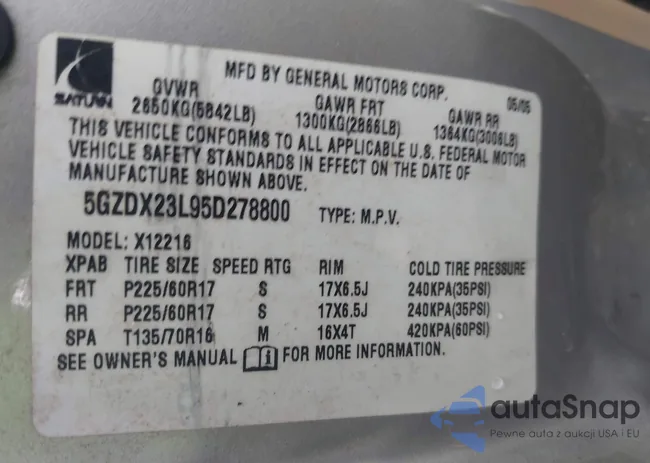 SATURN
MFD BY GENERAL MOTORS CORP. 05/05
GVWR GAWR FRT GAWR RR
2650KG(5842LB) 1300KG(2866LB) 1364KG(3006LB)
THIS VEHICLE CONFORMS TO ALL APPLICABLE U.S. FEDERAL MOTOR
VEHICLE SAFETY STANDARDS IN EFFECT ON THE DATE OF
MANUFACTURE SHOWN ABOVE.
5GZDX23L95D278800 TYPE: M.P.V.
MODEL: X12216
XPAB TIRE SIZE SPEED RTG RIM COLD TIRE PRESSURE
FRT P225/60R17 S 17X6.5J 240KPA(35PSI)
RR P225/60R17 S 17X6.5J 240KPA(35PSI)
SPA T135/70R16 M 16X4T 420KPA(60PSI)
SEE OWNER'S MANUAL FOR MORE INFORMATION.
autaSnap
Pewne auta z aukcji USA i EU